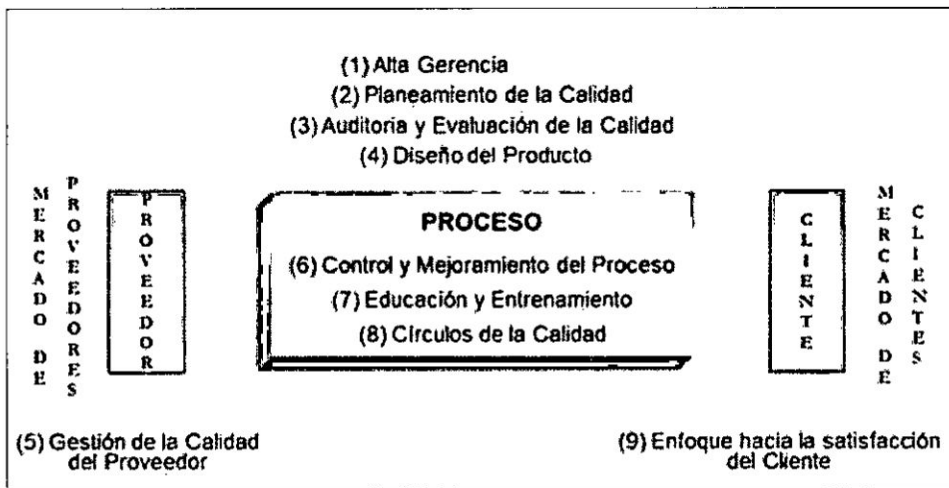 (1) Alta Gerencia
(2) Planeamiento de la Calidad
(3) Auditoria y Evaluación de la Calidad
(4) Diseño del Producto
MERCADO DE
PROVEEDORES
PROVEEDOR
PROCESO
(6) Control y Mejoramiento del Proceso
(7) Educación y Entrenamiento
(8) Círculos de la Calidad
CLIENTE
MERCADO DE
CLIENTES
(5) Gestión de la Calidad
del Proveedor
(9) Enfoque hacia la satisfacción
del Cliente